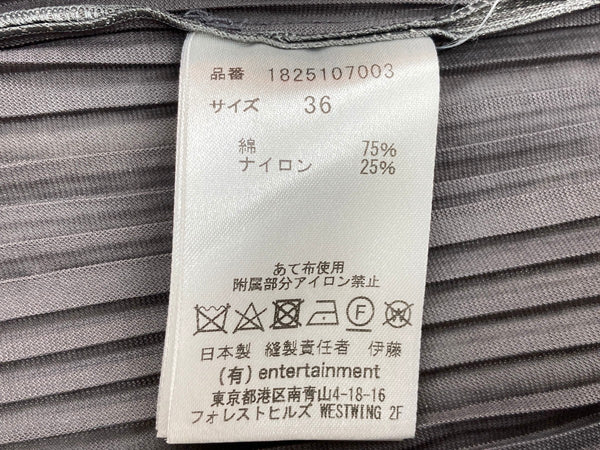 品番 1825107003
サイズ 36
綿 75%
ナイロン 25%
あて布使用
附属部分アイロン禁止
F W
日本製 縫製責任者 伊藤
(有) entertainment
東京都港区南青山4-18-16
フォレストヒルズ WESTWING 2F